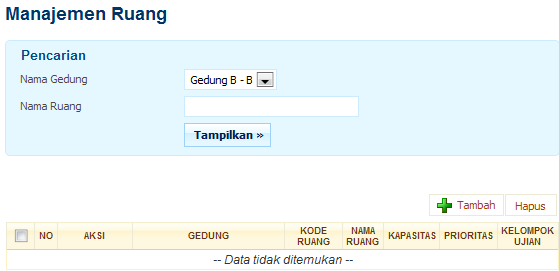 Manajemen Ruang
Pencarian
Nama Gedung
Gedung B - B
Nama Ruang
Tampilkan »
Tambah
Hapus
NO AKSI GEDUNG KODE RUANG NAMA RUANG KAPASITAS PRIORITAS KELOMPOK UJIAN
-- Data tidak ditemukan --